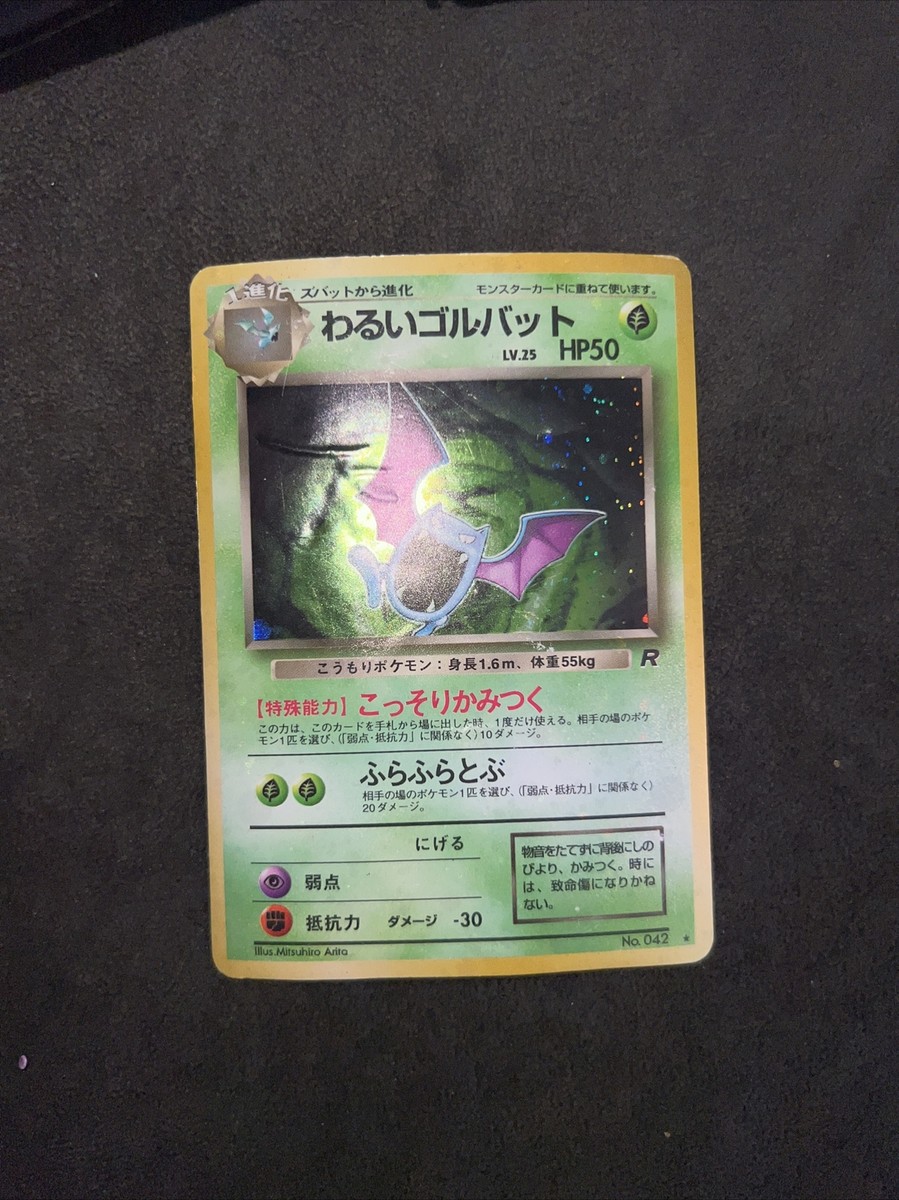 1進化 ズバットから進化 モンスターカードに重ねて使います。
わるいゴルバット
LV.25 HP50
こうもりポケモン：身長1.6m、体重55kg R
【特殊能力】こっそりかみつく
この力は、このカードを手札から場に出した時、1度だけ使える。相手の場のポケ
モン1匹を選び、（「弱点・抵抗力」に関係なく）10ダメージ。
ふらふらとぶ
相手の場のポケモン1匹を選び、（「弱点・抵抗力」に関係なく）
20ダメージ。
にげる
弱点
抵抗力 ダメージ -30
物音をたてずに背後にしの
びより、かみつく。時に
は、致命傷になりかね
ない。
Illus.Mitsuhiro Arita
No. 042 ★